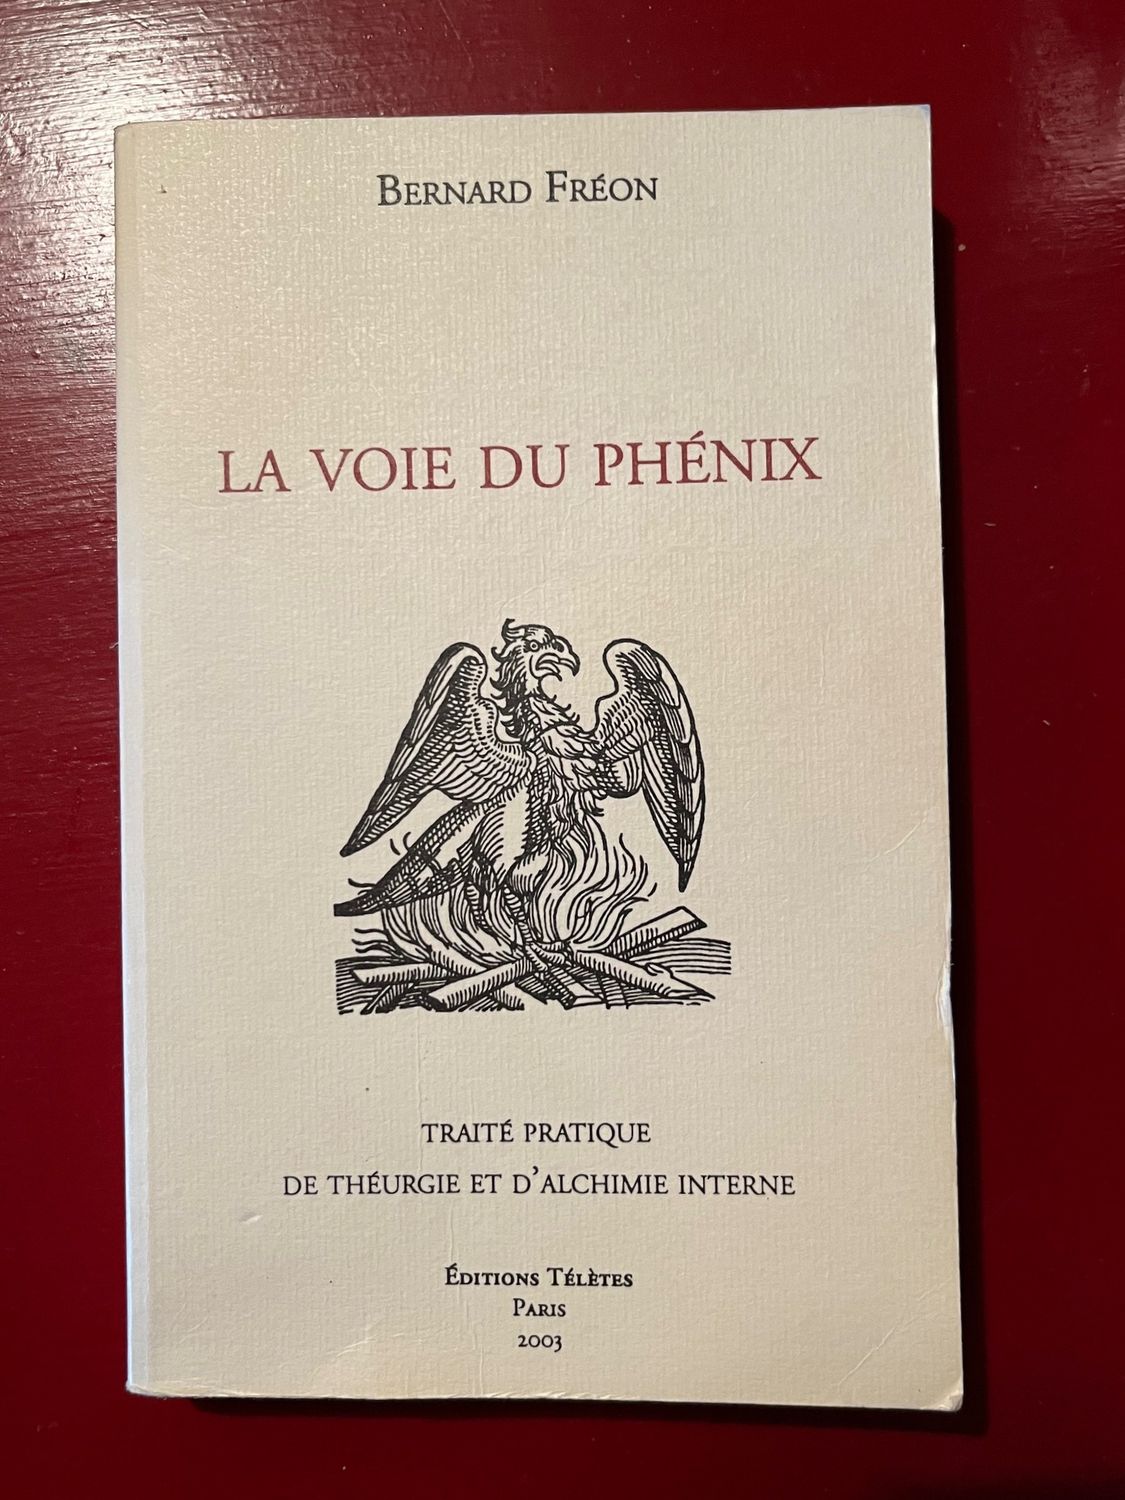 BERNARD FRÉON
LA VOIE DU PHÉNIX
TRAITÉ PRATIQUE
DE THÉURGIE ET D'ALCHIMIE INTERNE
ÉDITIONS TÉLÈTES
PARIS
2003